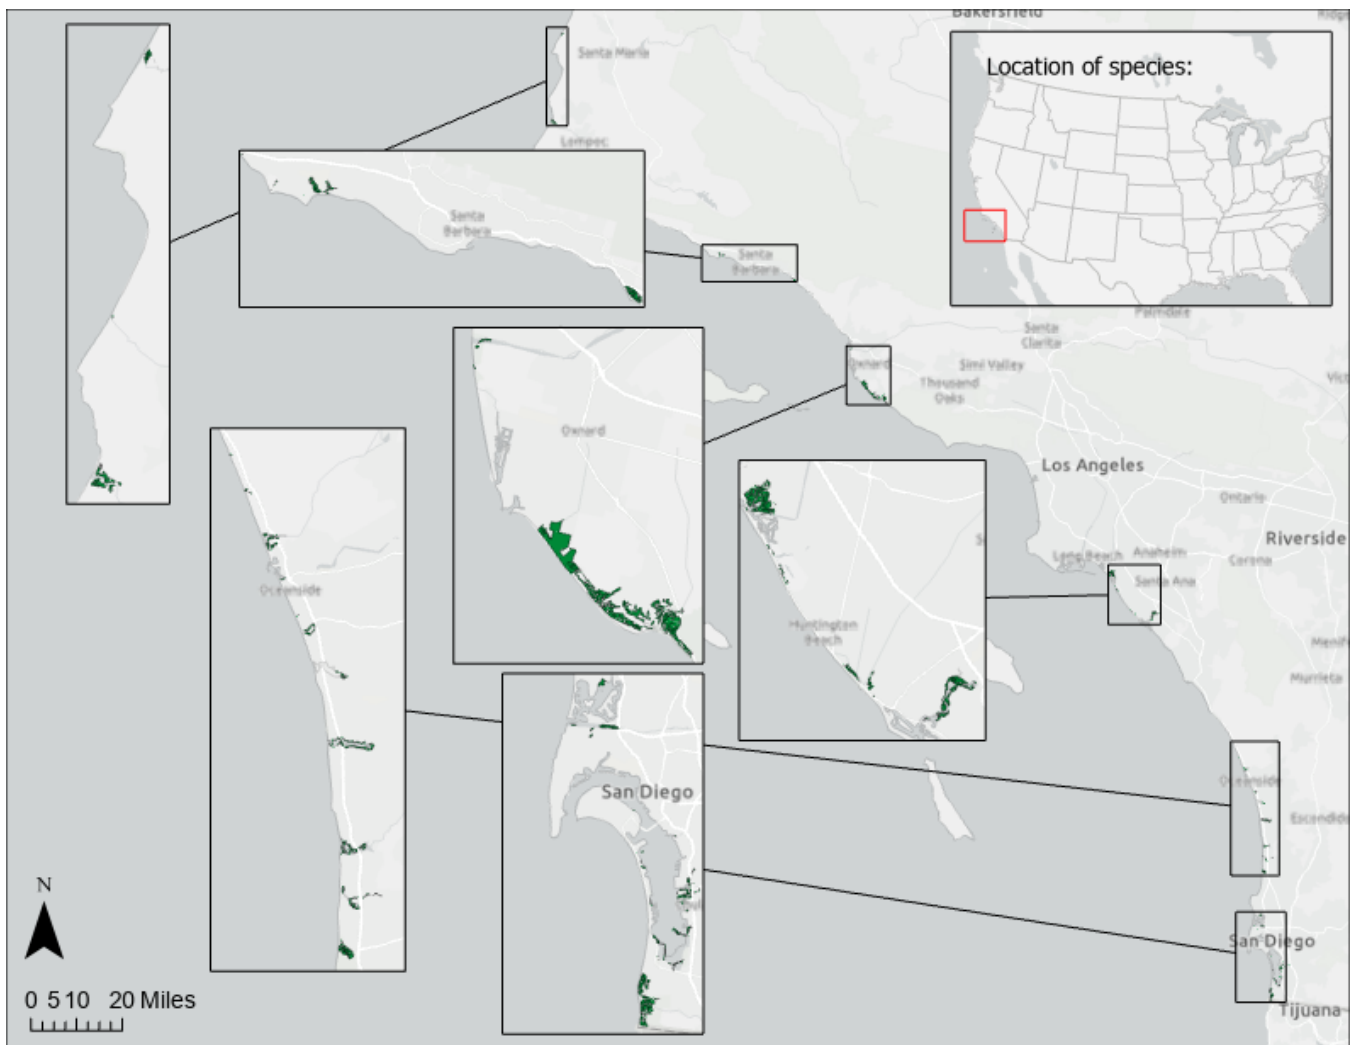 Bakersfield
Ridge
Santa Maria
Location of species:
Lompoc
Santa
Barbara
Santa
Barbara
Palmdale
Santa
Clarita
Oxnard
Simi Valley
Thousand
Oaks
Oxnard
Los Angeles
Ontario
Riverside
Long Beach
Anaheim
Corona
Santa Ana
Oceanside
Huntington
Beach
Murrieta
Oceanside
San Diego
Escondido
N
San Diego
0 5 10 20 Miles
Tijuana